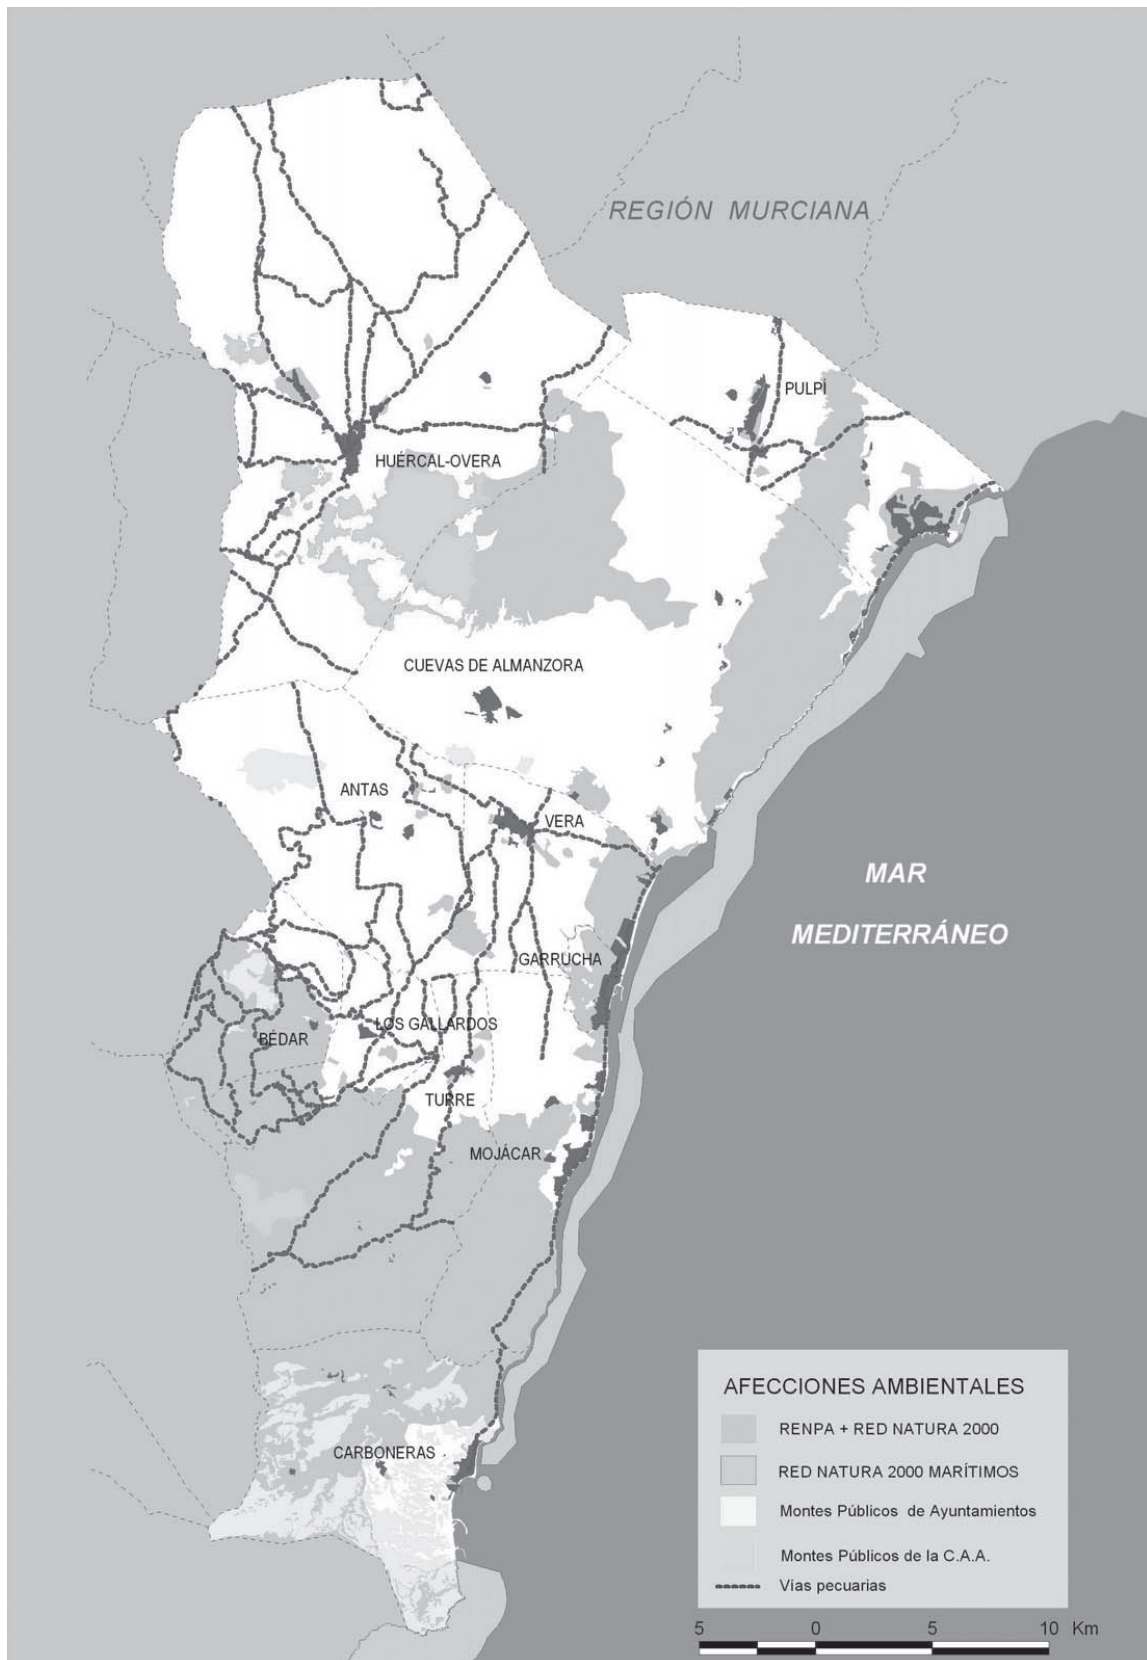 REGIÓN MURCIANA
PULPÍ
HUÉRCAL-OVERA
CUEVAS DE ALMANZORA
ANTAS
VERA
MAR
MEDITERRÁNEO
GARRUCHA
LOS GALLARDOS
BÉDAR
TURRE
MOJÁCAR
CARBONERAS
AFECCIONES AMBIENTALES
RENPA + RED NATURA 2000
RED NATURA 2000 MARÍTIMOS
Montes Públicos de Ayuntamientos
Montes Públicos de la C.A.A.
Vías pecuarias
5 0 5 10 Km